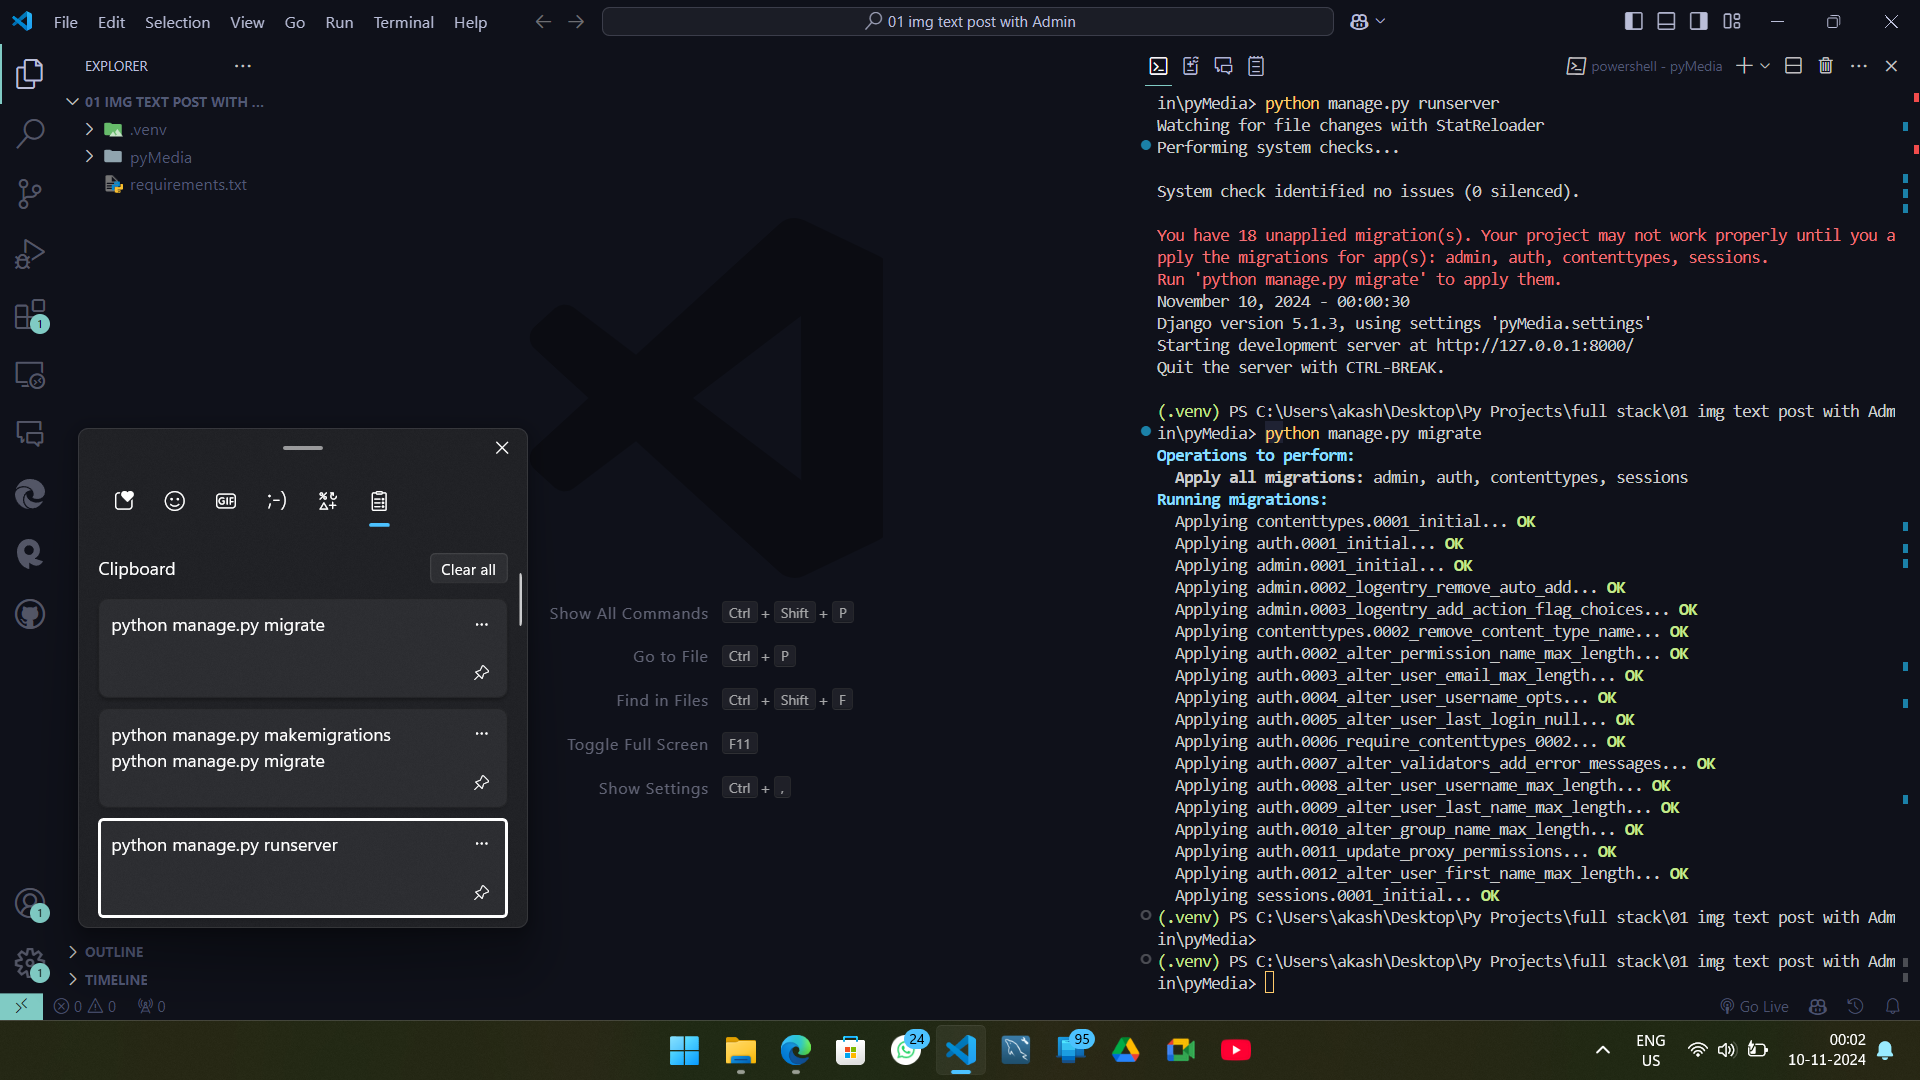 File Edit Selection View Go Run Terminal Help
01 img text post with Admin
EXPLORER
01 IMG TEXT POST WITH ...
.venv
pyMedia
requirements.txt
1
Show All Commands Ctrl + Shift + P
Go to File Ctrl + P
Find in Files Ctrl + Shift + F
Toggle Full Screen F11
Show Settings Ctrl + ,
GIF
;-)
Clipboard
Clear all
python manage.py migrate
python manage.py makemigrations
python manage.py migrate
python manage.py runserver
1
1
OUTLINE
TIMELINE
0 0 0
powershell - pyMedia
in\pyMedia> python manage.py runserver
Watching for file changes with StatReloader
Performing system checks...
System check identified no issues (0 silenced).
You have 18 unapplied migration(s). Your project may not work properly until you a
pply the migrations for app(s): admin, auth, contenttypes, sessions.
Run 'python manage.py migrate' to apply them.
November 10, 2024 - 00:00:30
Django version 5.1.3, using settings 'pyMedia.settings'
Starting development server at http://127.0.0.1:8000/
Quit the server with CTRL-BREAK.
(.venv) PS C:\Users\akash\Desktop\Py Projects\full stack\01 img text post with Adm
in\pyMedia> python manage.py migrate
Operations to perform:
Apply all migrations: admin, auth, contenttypes, sessions
Running migrations:
Applying contenttypes.0001_initial... OK
Applying auth.0001_initial... OK
Applying admin.0001_initial... OK
Applying admin.0002_logentry_remove_auto_add... OK
Applying admin.0003_logentry_add_action_flag_choices... OK
Applying contenttypes.0002_remove_content_type_name... OK
Applying auth.0002_alter_permission_name_max_length... OK
Applying auth.0003_alter_user_email_max_length... OK
Applying auth.0004_alter_user_username_opts... OK
Applying auth.0005_alter_user_last_login_null... OK
Applying auth.0006_require_contenttypes_0002... OK
Applying auth.0007_alter_validators_add_error_messages... OK
Applying auth.0008_alter_user_username_max_length... OK
Applying auth.0009_alter_user_last_name_max_length... OK
Applying auth.0010_alter_group_name_max_length... OK
Applying auth.0011_update_proxy_permissions... OK
Applying auth.0012_alter_user_first_name_max_length... OK
Applying sessions.0001_initial... OK
(.venv) PS C:\Users\akash\Desktop\Py Projects\full stack\01 img text post with Adm
in\pyMedia>
(.venv) PS C:\Users\akash\Desktop\Py Projects\full stack\01 img text post with Adm
in\pyMedia>
Go Live
24
95
ENG
US
00:02
10-11-2024